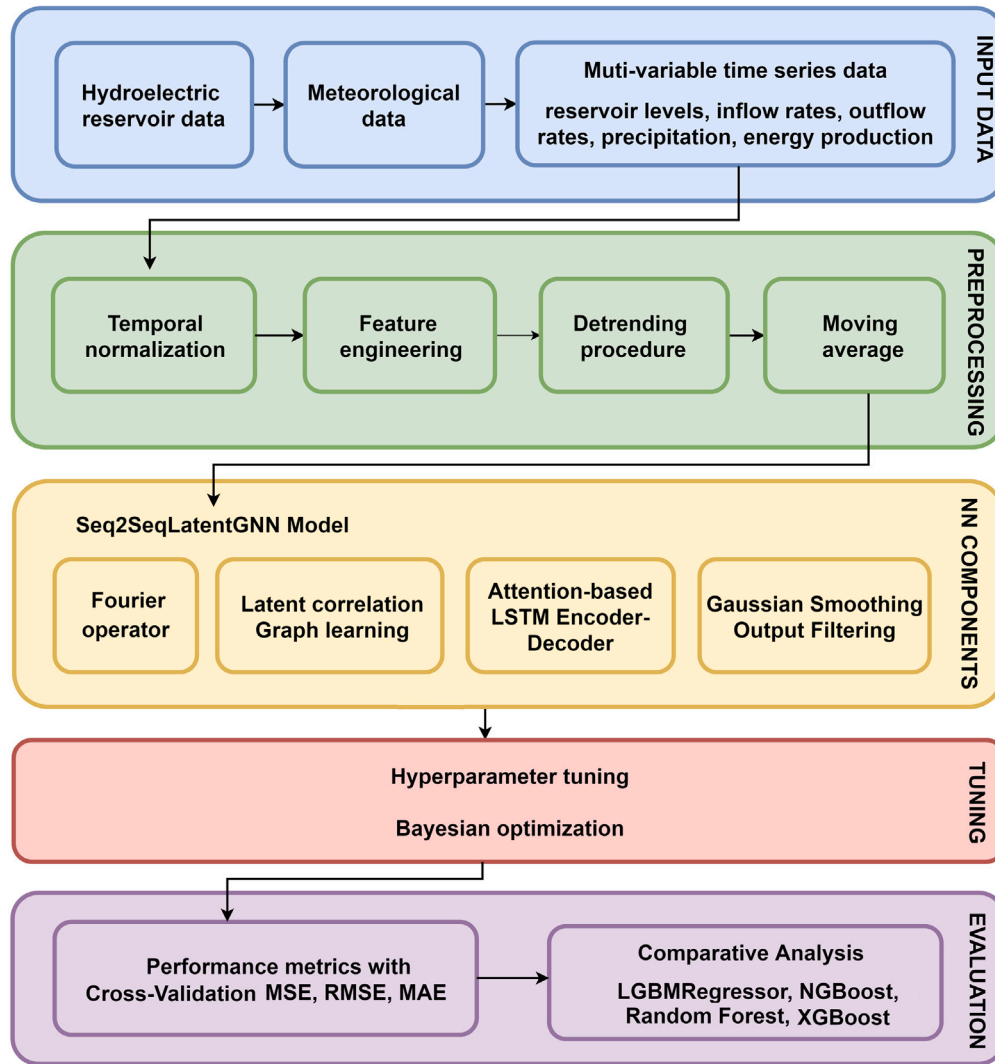 INPUT DATA
Hydroelectric
reservoir data
Meteorological
data
Muti-variable time series data
reservoir levels, inflow rates, outflow
rates, precipitation, energy production
PREPROCESSING
Temporal
normalization
Feature
engineering
Detrending
procedure
Moving
average
NN COMPONENTS
Seq2SeqLatentGNN Model
Fourier
operator
Latent correlation
Graph learning
Attention-based
LSTM Encoder-
Decoder
Gaussian Smoothing
Output Filtering
TUNING
Hyperparameter tuning
Bayesian optimization
EVALUATION
Performance metrics with
Cross-Validation MSE, RMSE, MAE
Comparative Analysis
LGBMRegressor, NGBoost,
Random Forest, XGBoost